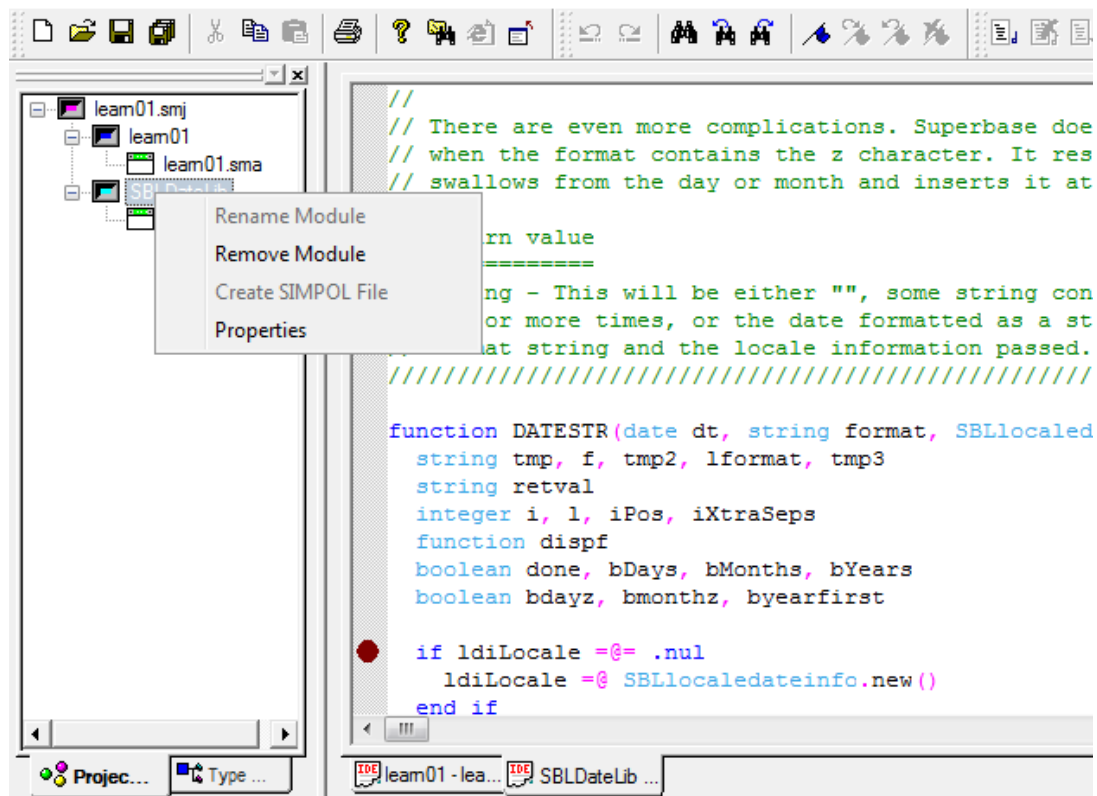 learn01.smj
learn01
learn01.sma
SBLDateLib
Rename Module
Remove Module
Create SIMPOL File
Properties
Projec...
Type ...
//
// There are even more complications. Superbase doe
// when the format contains the z character. It res
// swallows from the day or month and inserts it at
rn value
=========
ng - This will be either "", some string con
or more times, or the date formatted as a st
at string and the locale information passed.
//////////////////////////////////////////////////
function DATESTR(date dt, string format, SBLlocaled
string tmp, f, tmp2, lformat, tmp3
string retval
integer i, l, iPos, iXtraSeps
function dispf
boolean done, bDays, bMonths, bYears
boolean bdayz, bmonthz, byearfirst
if ldiLocale =@= .nul
ldiLocale =@ SBLlocaledateinfo.new()
end if
IDE learn01 - lea...
IDE SBLDateLib ...